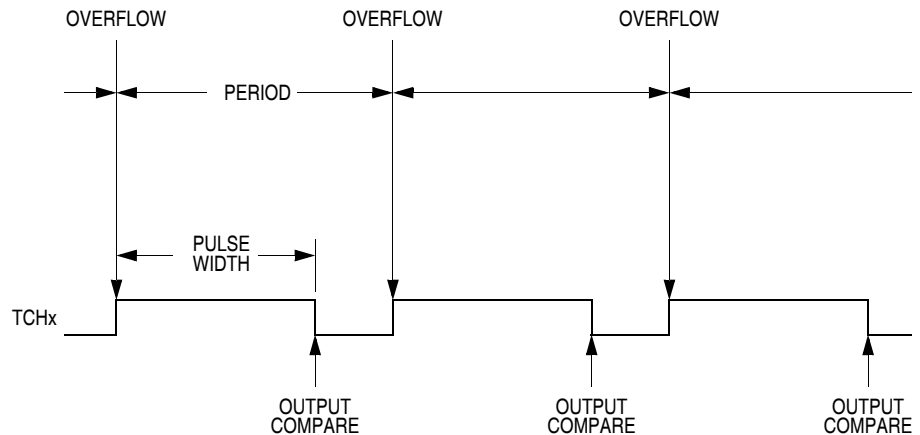 OVERFLOW
OVERFLOW
OVERFLOW
PERIOD
PULSE
WIDTH
TCHx
OUTPUT
COMPARE
OUTPUT
COMPARE
OUTPUT
COMPARE